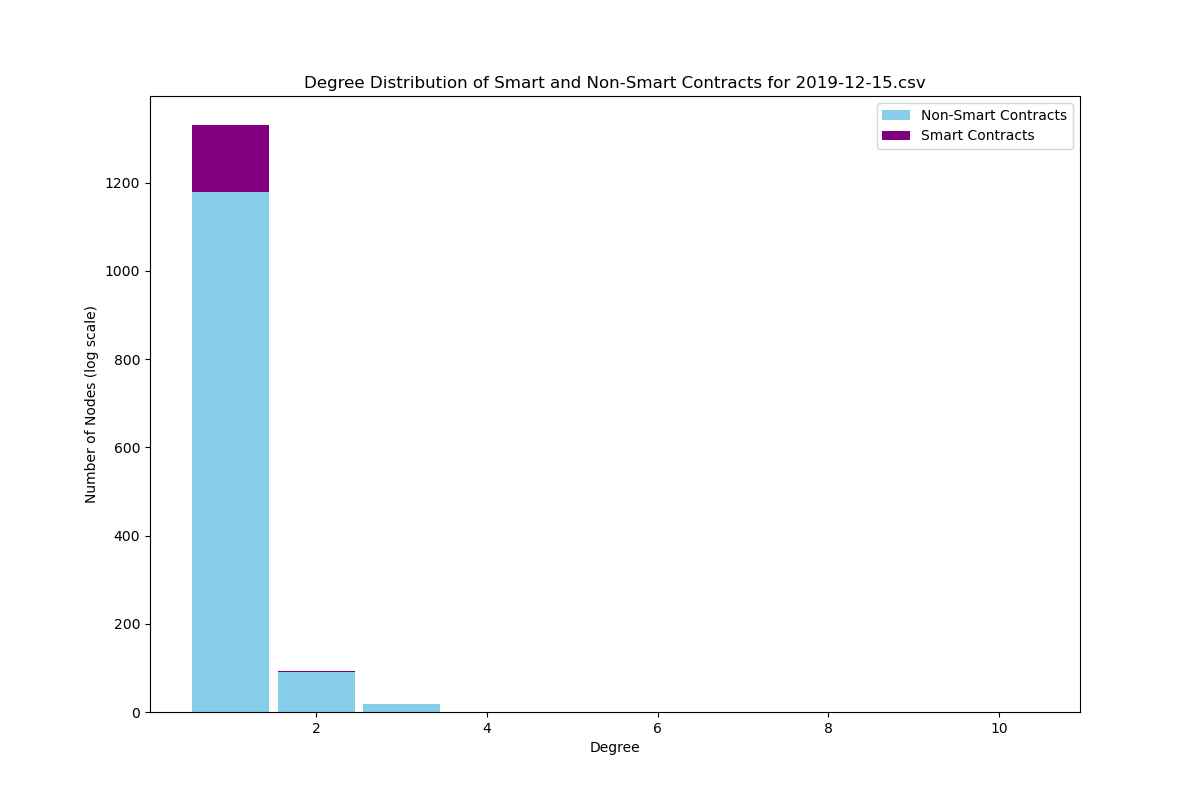 Degree Distribution of Smart and Non-Smart Contracts for 2019-12-15.csv
Non-Smart Contracts
Smart Contracts
Number of Nodes (log scale)
1200
1000
800
600
400
200
0
2 4 6 8 10
Degree